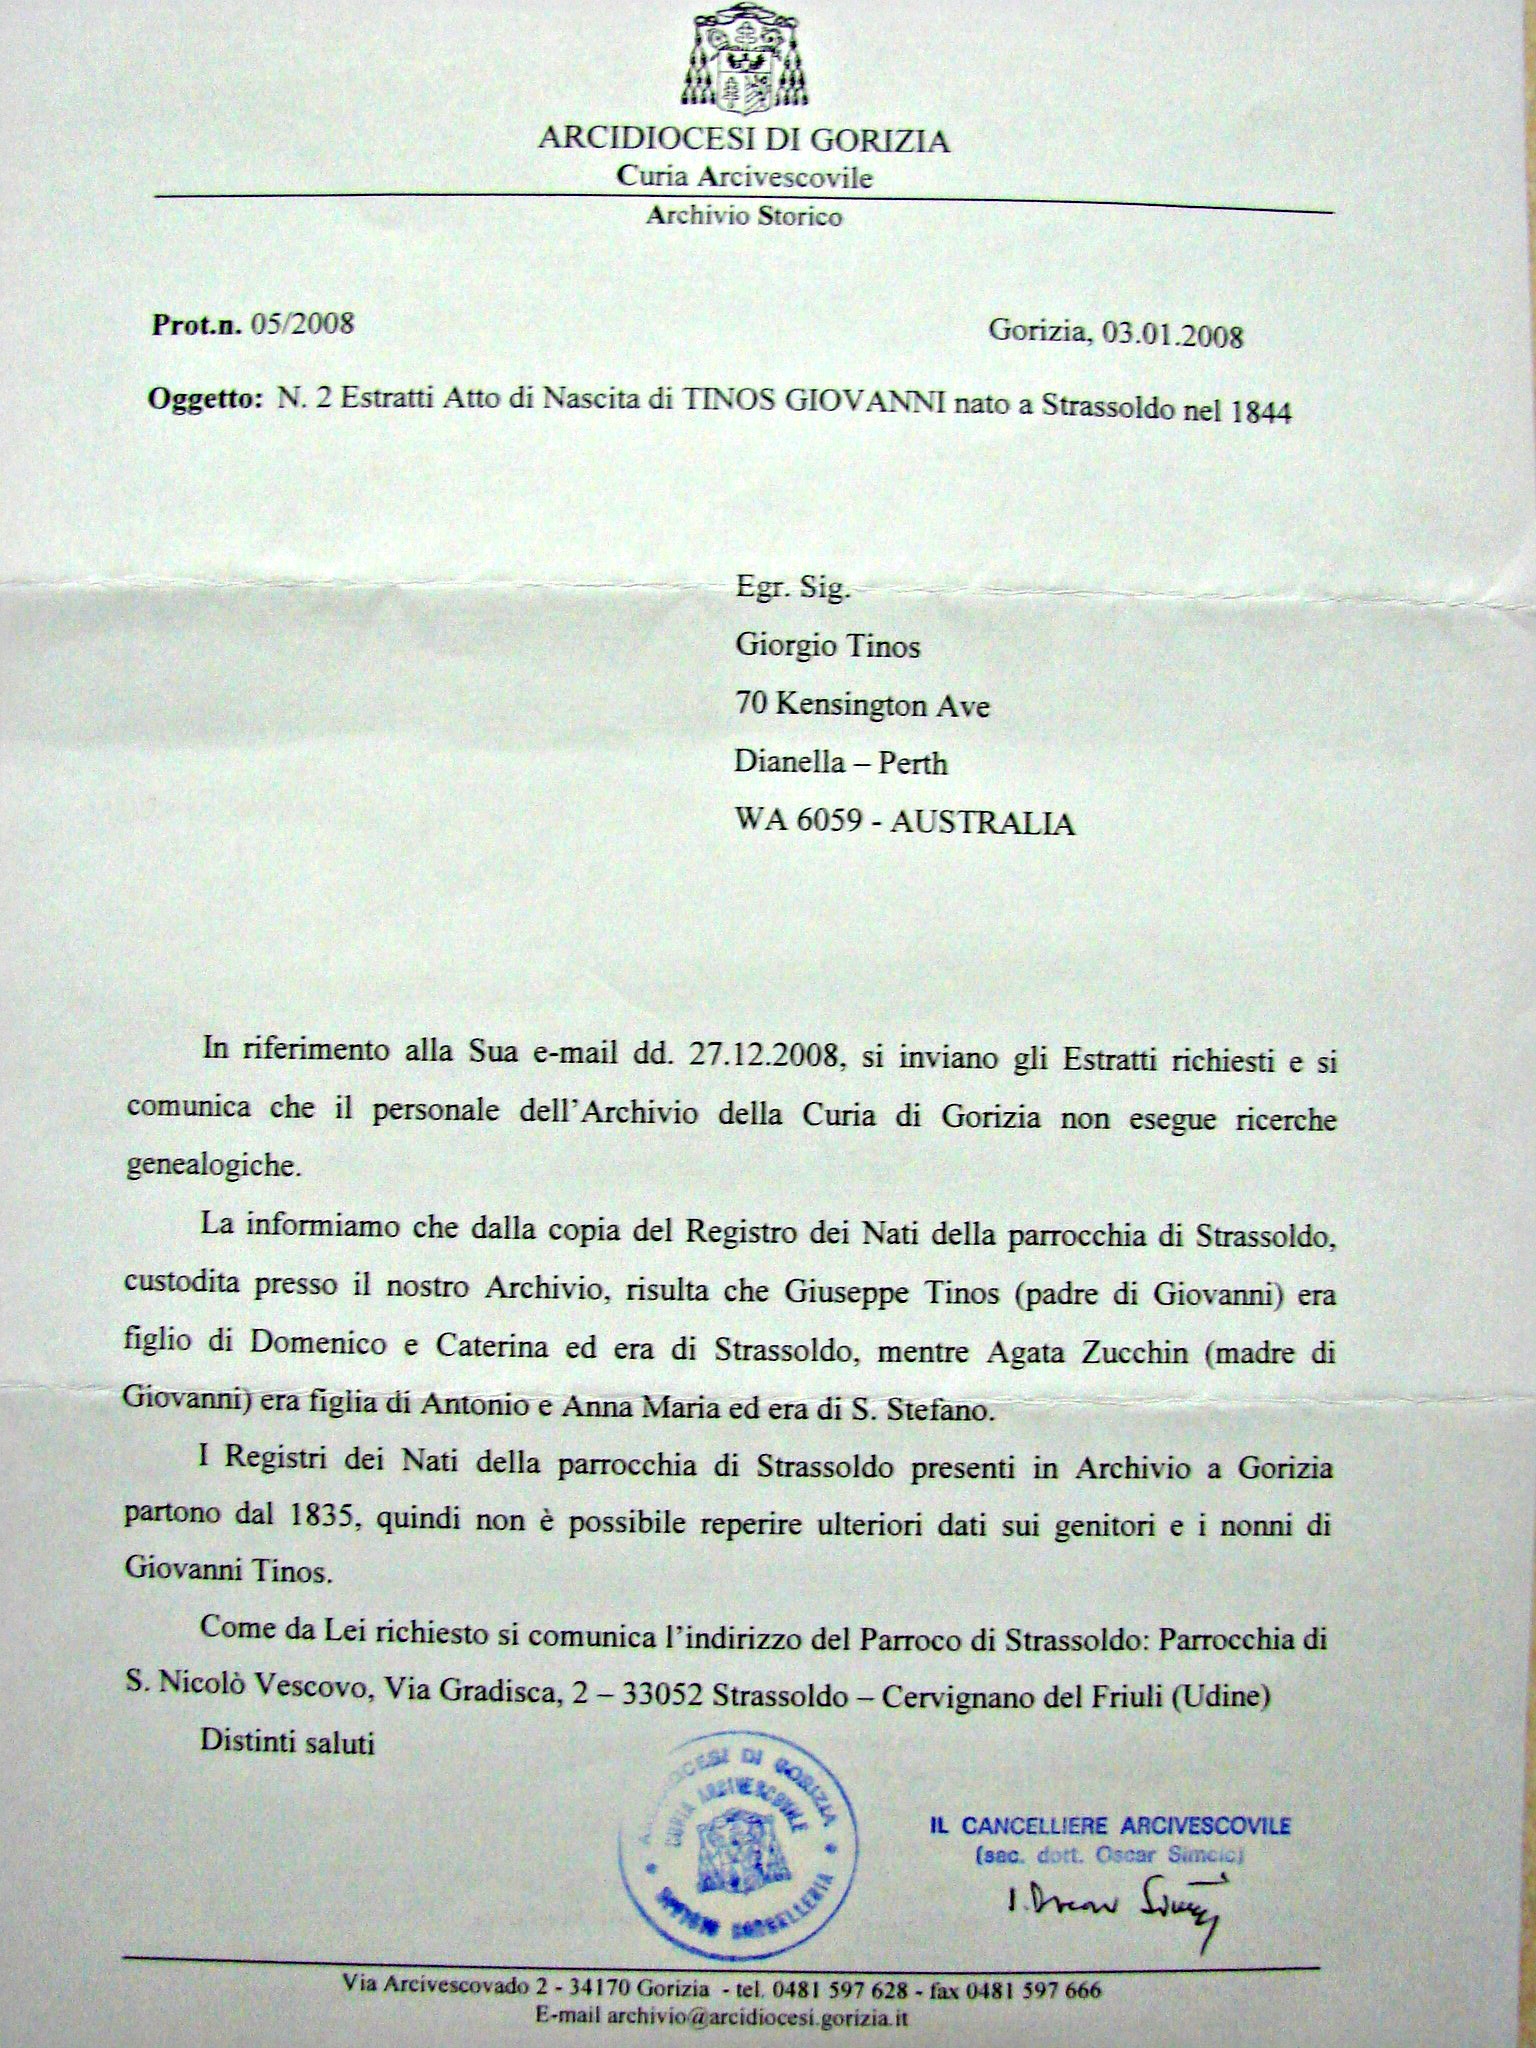 ARCIDIOCESI DI GORIZIA
Curia Arcivescovile
Archivio Storico
Prot.n. 05/2008
Gorizia, 03.01.2008
Oggetto: N. 2 Estratti Atto di Nascita di TINOS GIOVANNI nato a Strassoldo nel 1844
Egr. Sig.
Giorgio Tinos
70 Kensington Ave
Dianella – Perth
WA 6059 - AUSTRALIA
In riferimento alla Sua e-mail dd. 27.12.2008, si inviano gli Estratti richiesti e si
comunica che il personale dell'Archivio della Curia di Gorizia non esegue ricerche
genealogiche.
La informiamo che dalla copia del Registro dei Nati della parrocchia di Strassoldo,
custodita presso il nostro Archivio, risulta che Giuseppe Tinos (padre di Giovanni) era
figlio di Domenico e Caterina ed era di Strassoldo, mentre Agata Zucchin (madre di
Giovanni) era figlia di Antonio e Anna Maria ed era di S. Stefano.
I Registri dei Nati della parrocchia di Strassoldo presenti in Archivio a Gorizia
partono dal 1835, quindi non è possibile reperire ulteriori dati sui genitori e i nonni di
Giovanni Tinos.
Come da Lei richiesto si comunica l'indirizzo del Parroco di Strassoldo: Parrocchia di
S. Nicolò Vescovo, Via Gradisca, 2 – 33052 Strassoldo – Cervignano del Friuli (Udine)
Distinti saluti
DI GORIZIA
CURIA ARCIVESCOVILE
IL CANCELLIERE ARCIVESCOVILE
(sac. dott. Oscar Simcic)
Via Arcivescovado 2 - 34170 Gorizia - tel. 0481 597 628 - fax 0481 597 666
E-mail archivio@arcidiocesi.gorizia.it